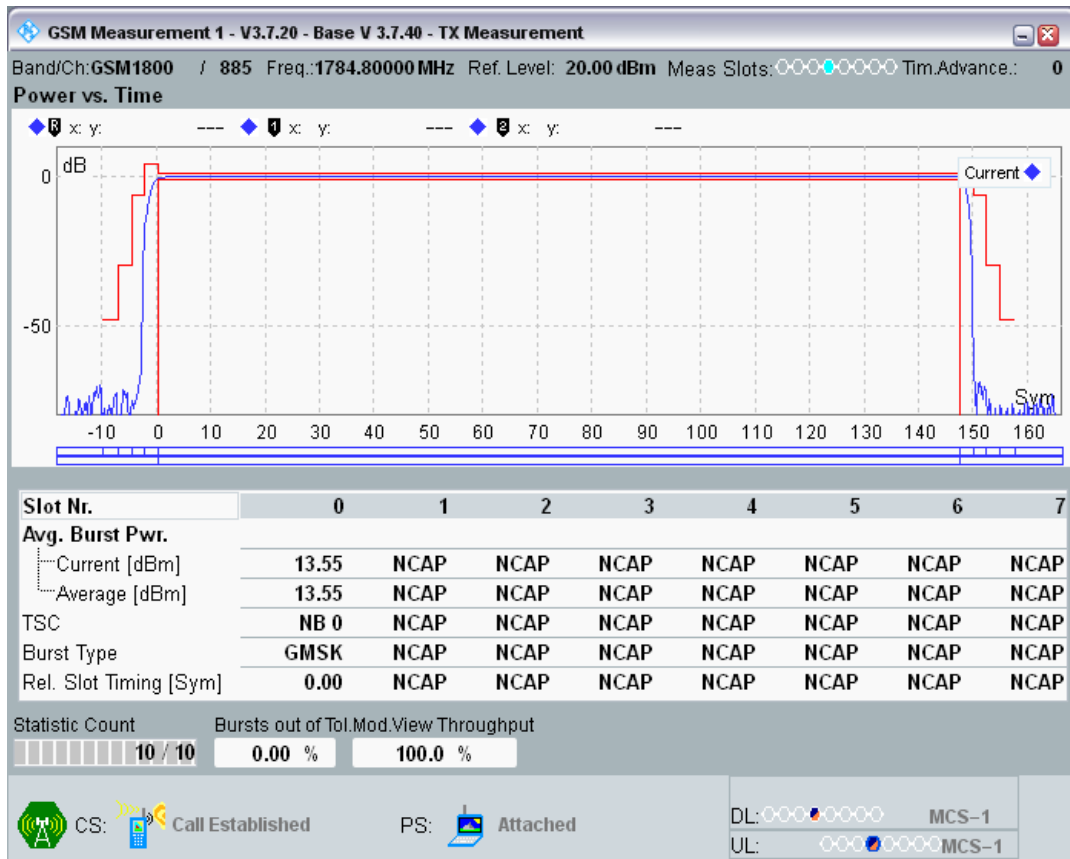 GSM Measurement 1 - V3.7.20 - Base V 3.7.40 - TX Measurement
Band/Ch:GSM1800 / 885 Freq.:1784.80000 MHz Ref. Level: 20.00 dBm Meas Slots: Tim.Advance.: 0
Power vs. Time
R x: y: --- 1 x: y: --- 2 x: y: ---
dB
Current
0
-50
Sym
-10 0 10 20 30 40 50 60 70 80 90 100 110 120 130 140 150 160
Slot Nr. 0 1 2 3 4 5 6 7
Avg. Burst Pwr.
Current [dBm] 13.55 NCAP NCAP NCAP NCAP NCAP NCAP NCAP
Average [dBm] 13.55 NCAP NCAP NCAP NCAP NCAP NCAP NCAP
TSC NB 0 NCAP NCAP NCAP NCAP NCAP NCAP NCAP
Burst Type GMSK NCAP NCAP NCAP NCAP NCAP NCAP NCAP
Rel. Slot Timing [Sym] 0.00 NCAP NCAP NCAP NCAP NCAP NCAP NCAP
Statistic Count Bursts out of Tol. Mod.View Throughput
10 / 10 0.00 % 100.0 %
CS: Call Established PS: Attached
DL: MCS-1
UL: MCS-1